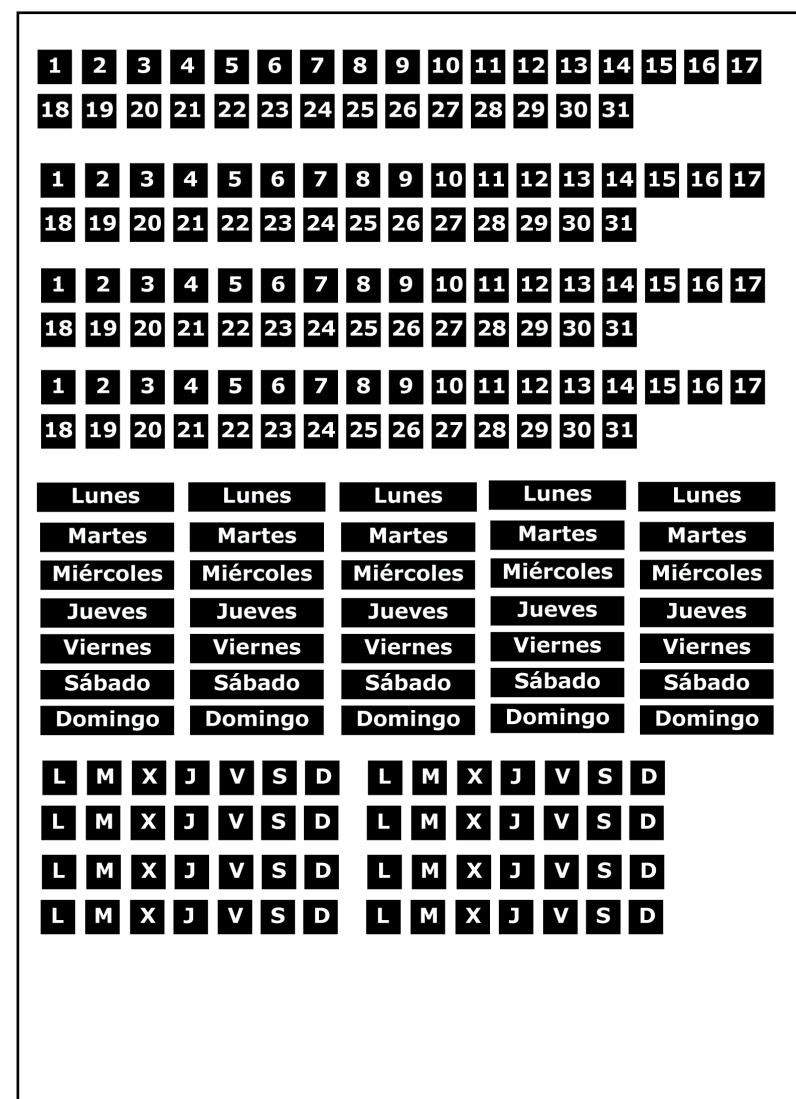 1 2 3 4 5 6 7 8 9 10 11 12 13 14 15 16 17
18 19 20 21 22 23 24 25 26 27 28 29 30 31
1 2 3 4 5 6 7 8 9 10 11 12 13 14 15 16 17
18 19 20 21 22 23 24 25 26 27 28 29 30 31
1 2 3 4 5 6 7 8 9 10 11 12 13 14 15 16 17
18 19 20 21 22 23 24 25 26 27 28 29 30 31
1 2 3 4 5 6 7 8 9 10 11 12 13 14 15 16 17
18 19 20 21 22 23 24 25 26 27 28 29 30 31
Lunes Lunes Lunes Lunes Lunes
Martes Martes Martes Martes Martes
Miércoles Miércoles Miércoles Miércoles Miércoles
Jueves Jueves Jueves Jueves Jueves
Viernes Viernes Viernes Viernes Viernes
Sábado Sábado Sábado Sábado Sábado
Domingo Domingo Domingo Domingo Domingo
L M X J V S D L M X J V S D
L M X J V S D L M X J V S D
L M X J V S D L M X J V S D
L M X J V S D L M X J V S D